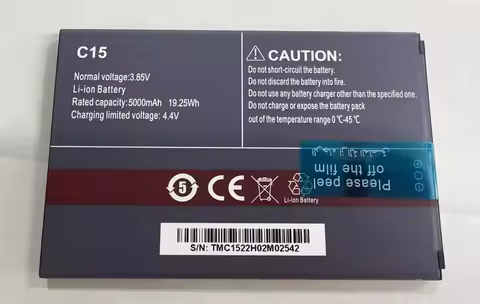 C15
Normal voltage:3.85V
Li-ion Battery
Rated capacity:5000mAh 19.25Wh
Charging limited voltage: 4.4V
CAUTION:
Do not short-circuit the battery.
Do not discard the battery into fire.
Do not use any battery charger other than the specific one.
Do not charge or expose the battery pack
out of the temperature range 0 ℃-45 ℃
5
CE
Li-ion Battery
Please peel
off the film
S/N: TMC1522H02M02542